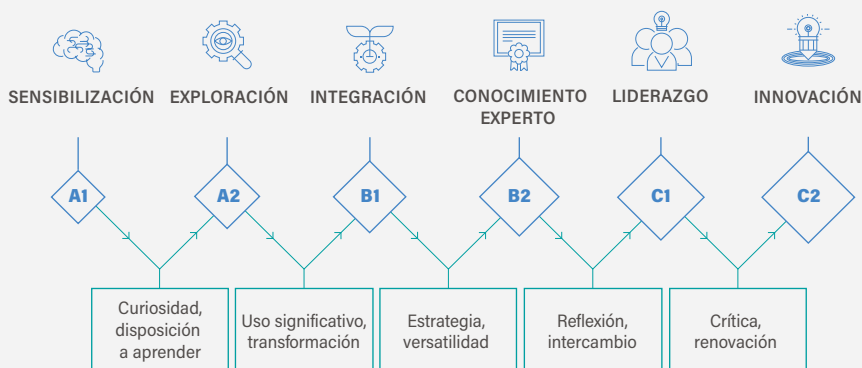 SENSIBILIZACIÓN
EXPLORACIÓN
INTEGRACIÓN
CONOCIMIENTO
EXPERTO
LIDERAZGO
INNOVACIÓN
A1
A2
B1
B2
C1
C2
Curiosidad,
disposición
a aprender
Uso significativo,
transformación
Estrategia,
versatilidad
Reflexión,
intercambio
Crítica,
renovación